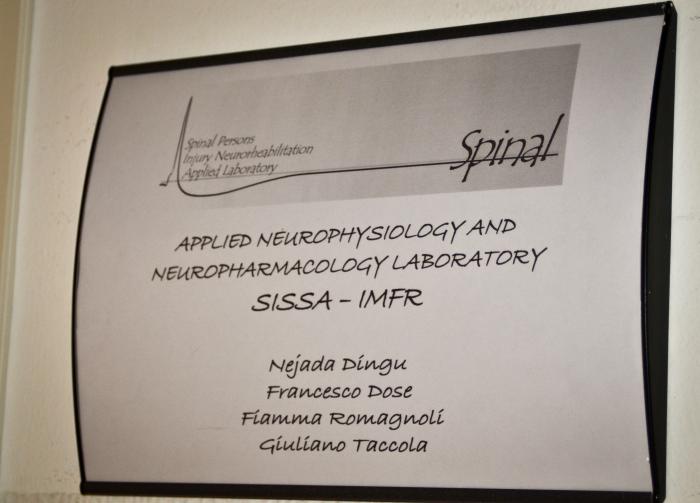 Spinal Persons
Injury Neurorheabilitation
Applied Laboratory
Spinal
APPLIED NEUROPHYSIOLOGY AND
NEUROPHARMACOLOGY LABORATORY
SISSA – IMFR
Nejada Dingu
Francesco Dose
Fiamma Romagnoli
Giuliano Taccola